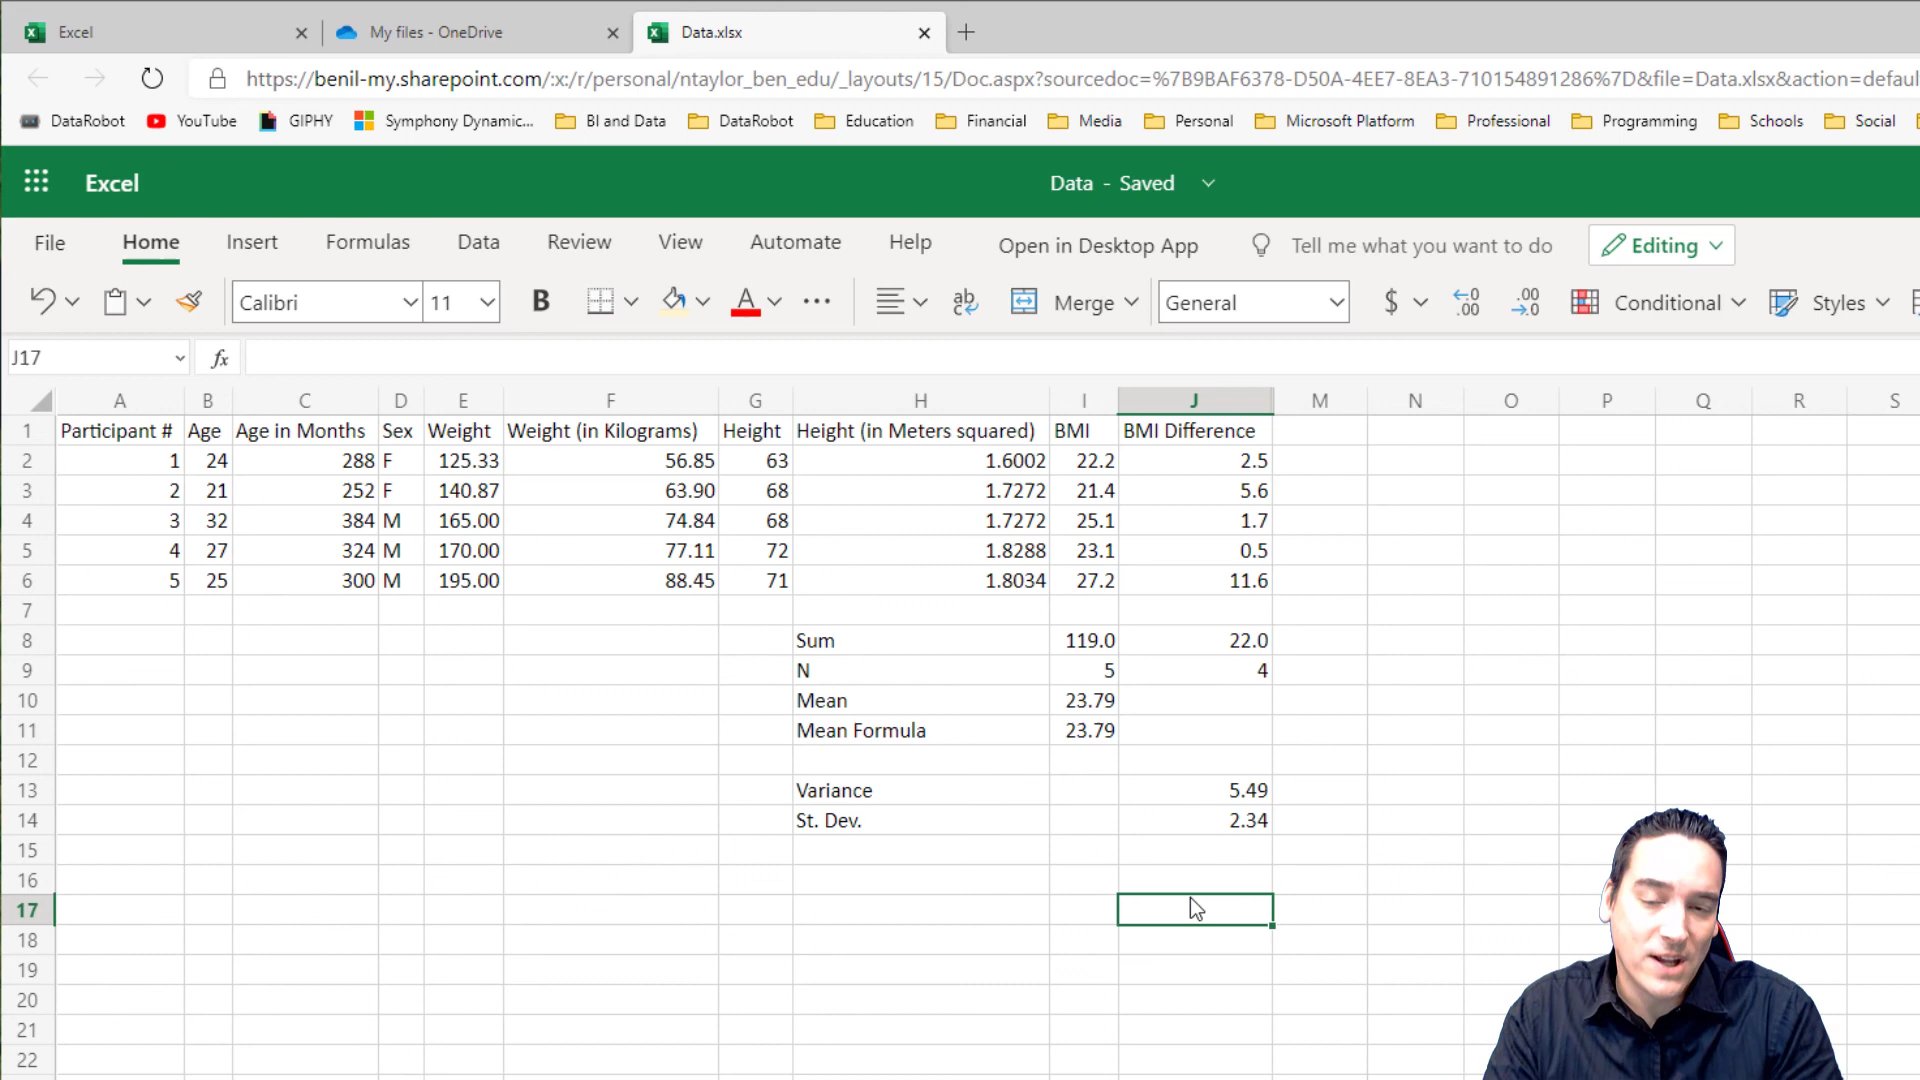 Excel My files - OneDrive Data.xlsx
https://benil-my.sharepoint.com/:x:/r/personal/ntaylor_ben_edu/_layouts/15/Doc.aspx?sourcedoc=%7B9BAF6378-D50A-4EE7-8EA3-710154891286%7D&file=Data.xlsx&action=defaul
DataRobot YouTube GIPHY Symphony Dynamic... BI and Data DataRobot Education Financial Media Personal Microsoft Platform Professional Programming Schools Social
Excel Data - Saved
File Home Insert Formulas Data Review View Automate Help Open in Desktop App Tell me what you want to do Editing
Calibri 11 B A ... ab Merge General $ .00 .00 Conditional Styles
J17 fx
A B C D E F G H I J M N O P Q R S
1 Participant # Age Age in Months Sex Weight Weight (in Kilograms) Height Height (in Meters squared) BMI BMI Difference
2 1 24 288 F 125.33 56.85 63 1.6002 22.2 2.5
3 2 21 252 F 140.87 63.90 68 1.7272 21.4 5.6
4 3 32 384 M 165.00 74.84 68 1.7272 25.1 1.7
5 4 27 324 M 170.00 77.11 72 1.8288 23.1 0.5
6 5 25 300 M 195.00 88.45 71 1.8034 27.2 11.6
7
8 Sum 119.0 22.0
9 N 5 4
10 Mean 23.79
11 Mean Formula 23.79
12
13 Variance 5.49
14 St. Dev. 2.34
15
16
17
18
19
20
21
22